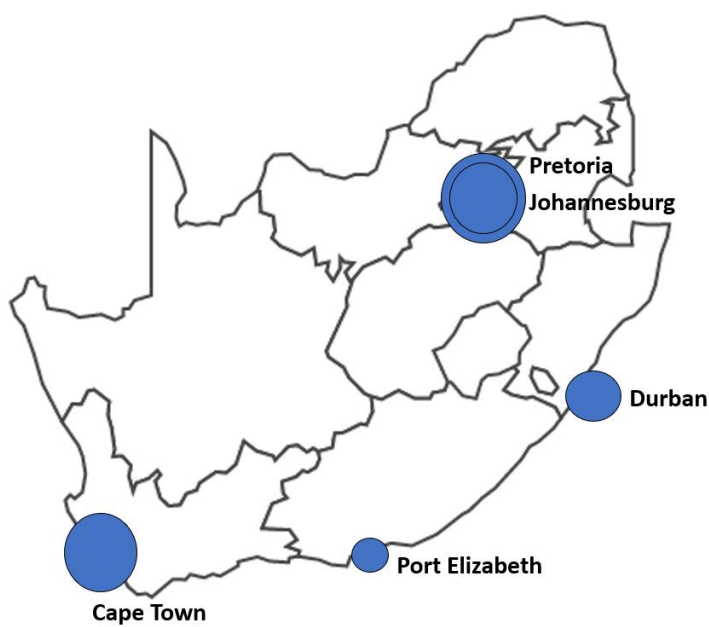 Pretoria
Johannesburg
Durban
Port Elizabeth
Cape Town